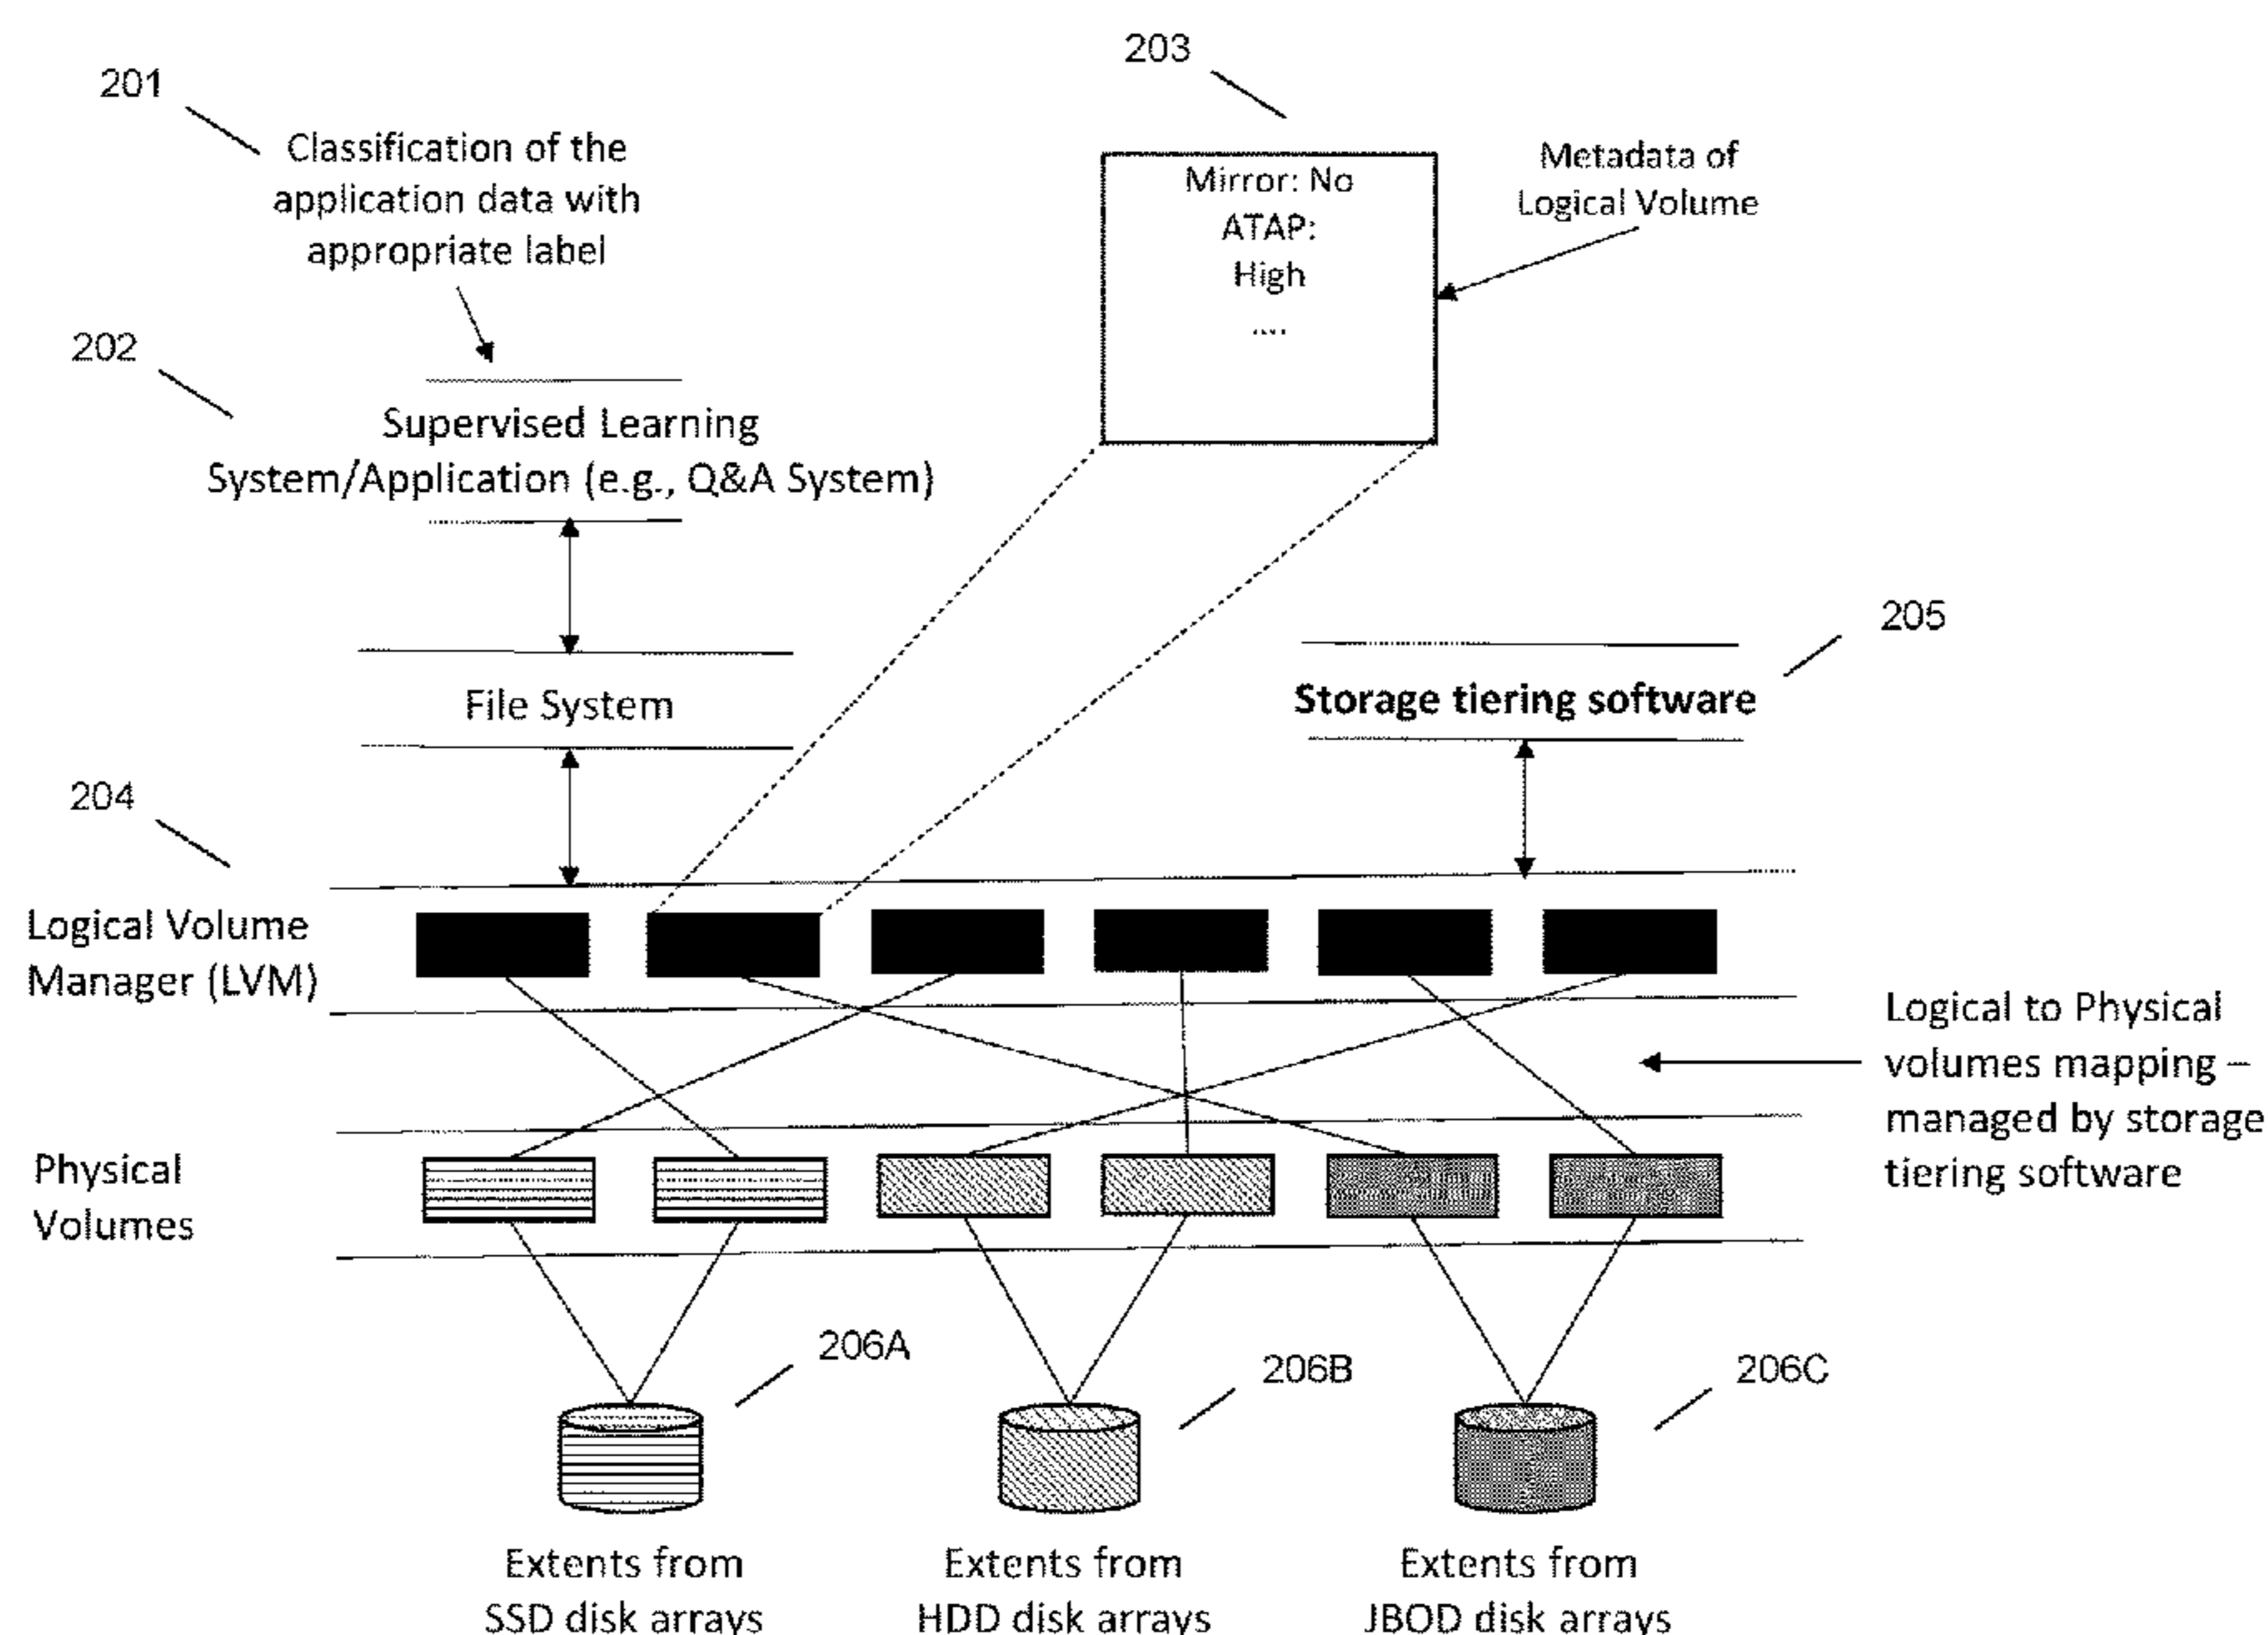 201
Classification of the
application data with
appropriate label
203
Mirror: No
ATAP:
High
....
Metadata of
Logical Volume
202
Supervised Learning
System/Application (e.g., Q&A System)
File System
205
Storage tiering software
204
Logical Volume
Manager (LVM)
Logical to Physical
volumes mapping –
managed by storage
tiering software
Physical
Volumes
206A
206B
206C
Extents from
SSD disk arrays
Extents from
HDD disk arrays
Extents from
JBOD disk arrays